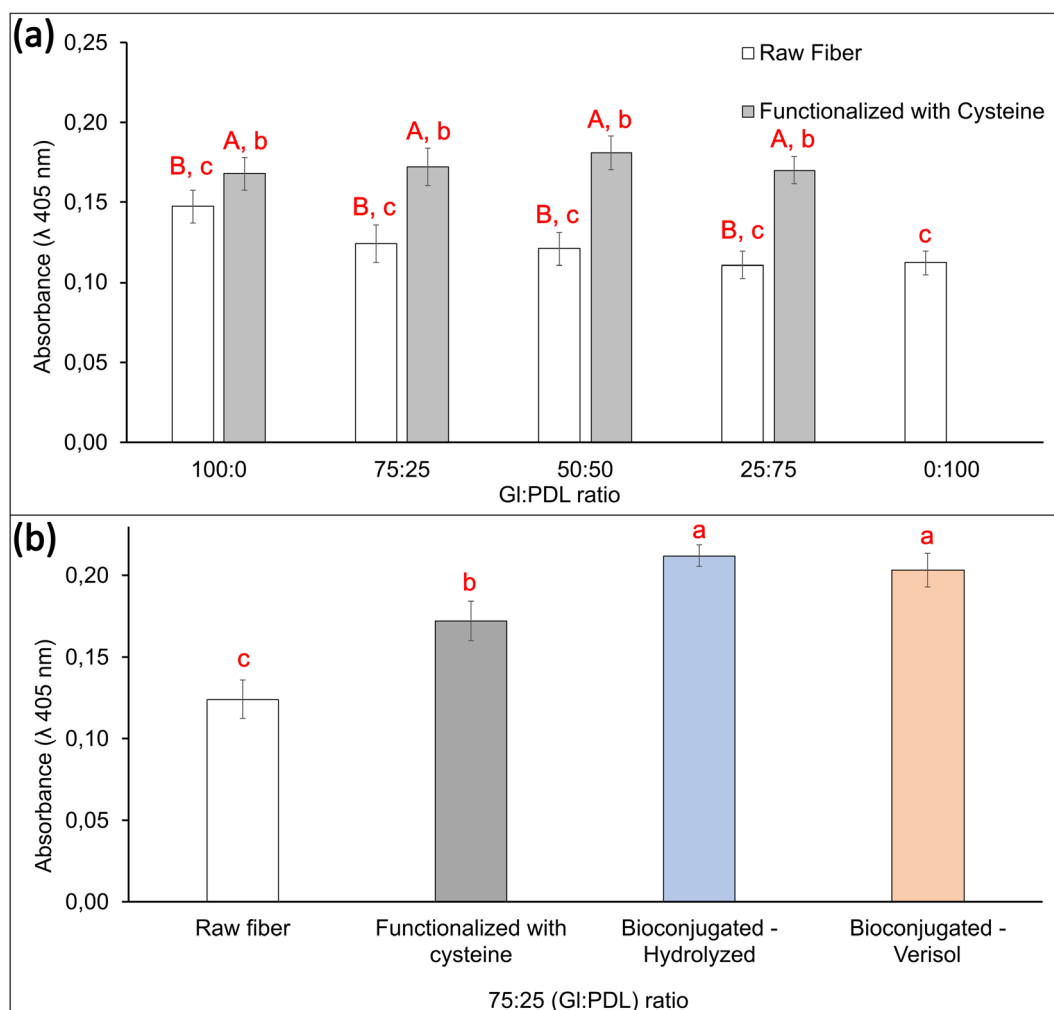 (a)
Absorbance (λ 405 nm)
0,25
0,20
0,15
0,10
0,05
0,00
Raw Fiber
Functionalized with Cysteine
B, c
A, b
B, c
A, b
B, c
A, b
B, c
A, b
c
100:0
75:25
50:50
25:75
0:100
Gl:PDL ratio
(b)
Absorbance (λ 405 nm)
0,20
0,15
0,10
0,05
0,00
c
b
a
a
Raw fiber
Functionalized with
cysteine
Bioconjugated -
Hydrolyzed
Bioconjugated -
Verisol
75:25 (Gl:PDL) ratio